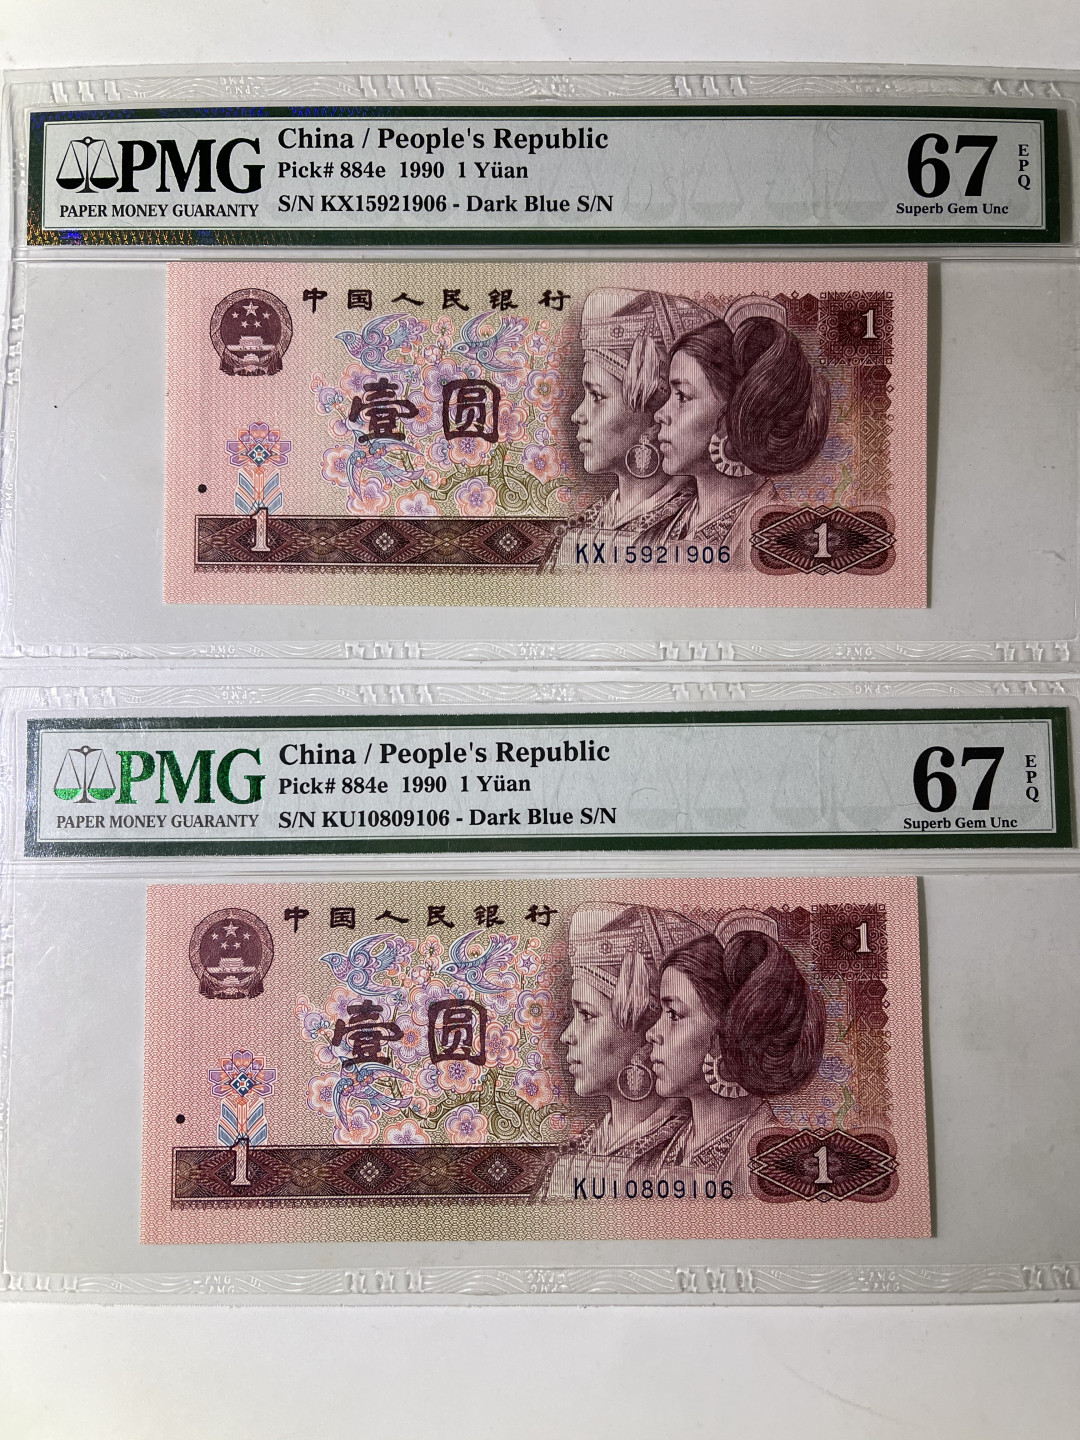 PMG
PAPER MONEY GUARANTY
China / People's Republic
Pick# 884e 1990 1 Yüan
S/N KX15921906 - Dark Blue S/N
67
EPQ
Superb Gem Unc
中国人民银行
1
壹圆
1
KX15921906
1
PMG
PAPER MONEY GUARANTY
China / People's Republic
Pick# 884e 1990 1 Yüan
S/N KU10809106 - Dark Blue S/N
67
EPQ
Superb Gem Unc
中国人民银行
1
壹圆
1
KU10809106
1